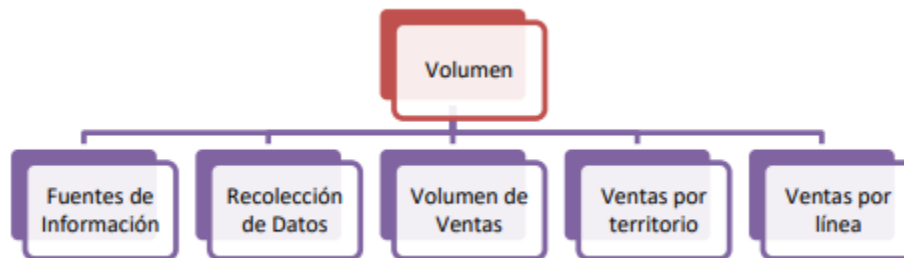 Volumen
Fuentes de
Información
Recolección
de Datos
Volumen de
Ventas
Ventas por
territorio
Ventas por
línea